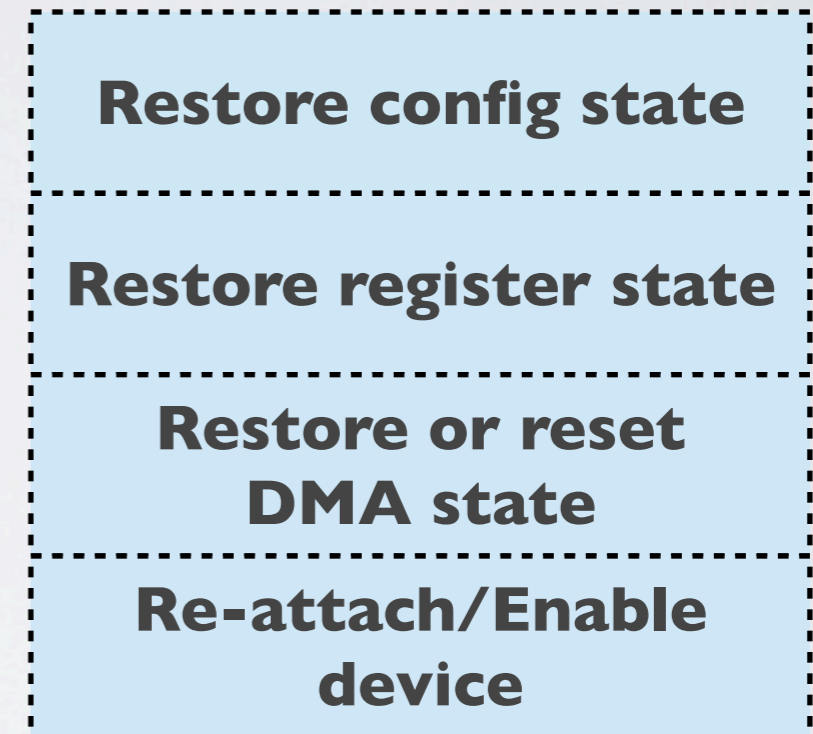 Restore config state
Restore register state
Restore or reset
DMA state
Re-attach/Enable
device